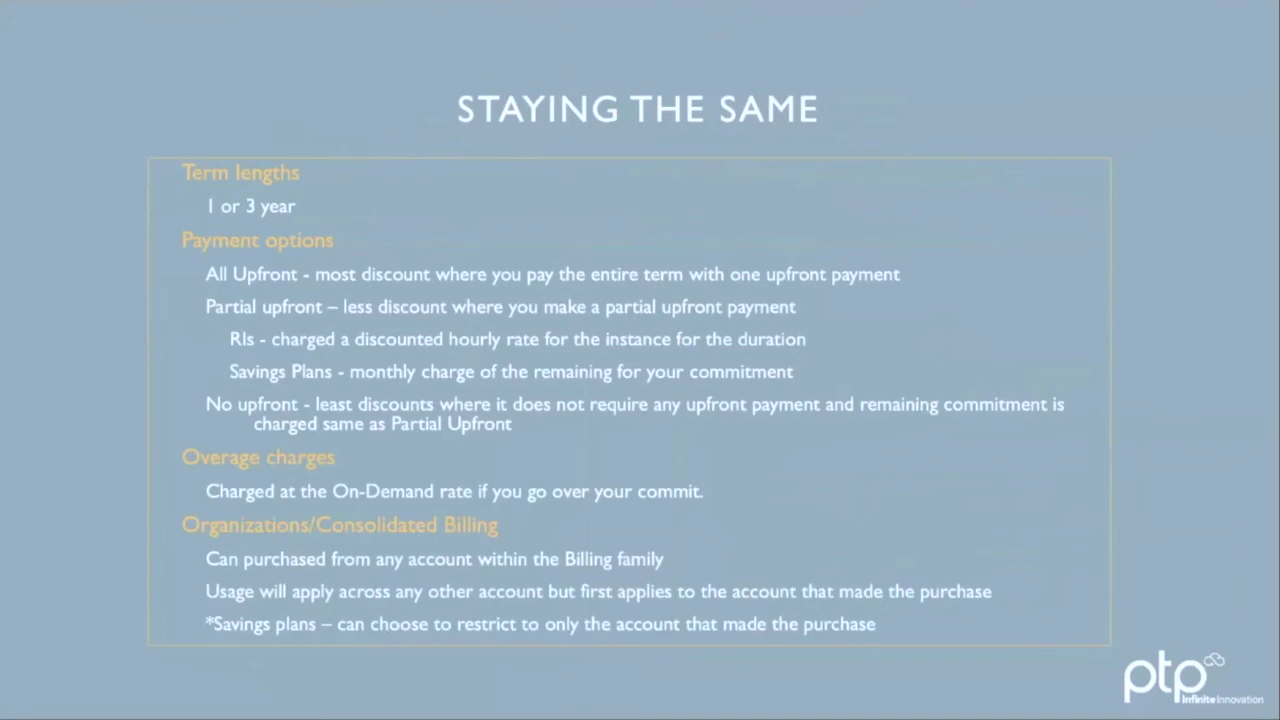 STAYING THE SAME
Term lengths
1 or 3 year
Payment options
All Upfront - most discount where you pay the entire term with one upfront payment
Partial upfront – less discount where you make a partial upfront payment
RIs - charged a discounted hourly rate for the instance for the duration
Savings Plans - monthly charge of the remaining for your commitment
No upfront - least discounts where it does not require any upfront payment and remaining commitment is
charged same as Partial Upfront
Overage charges
Charged at the On-Demand rate if you go over your commit.
Organizations/Consolidated Billing
Can purchased from any account within the Billing family
Usage will apply across any other account but first applies to the account that made the purchase
*Savings plans – can choose to restrict to only the account that made the purchase
ptp
InfiniteInnovation